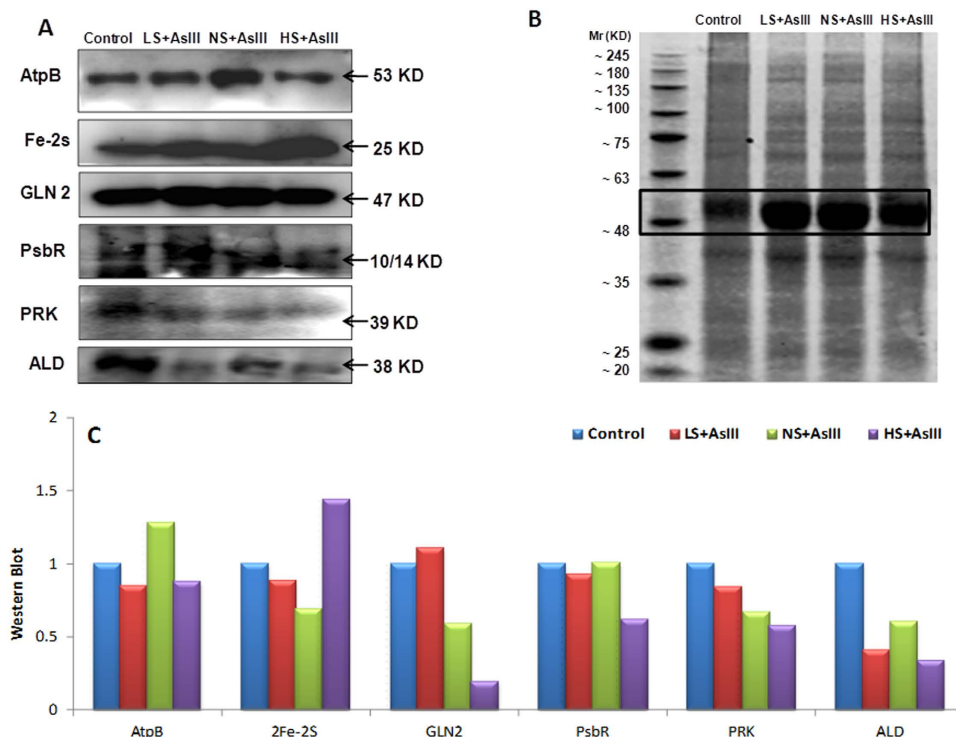 A
Control LS+AsIII NS+AsIII HS+AsIII
AtpB
53 KD
Fe-2s
25 KD
GLN 2
47 KD
PsbR
10/14 KD
PRK
39 KD
ALD
38 KD
B
Control LS+AsIII NS+AsIII HS+AsIII
Mr (KD)
~ 245
~ 180
~ 135
~ 100
~ 75
~ 63
~ 48
~ 35
~ 25
~ 20
C
Control LS+AsIII NS+AsIII HS+AsIII
Western Blot
2
1.5
1
0.5
0
AtpB 2Fe-2S GLN2 PsbR PRK ALD